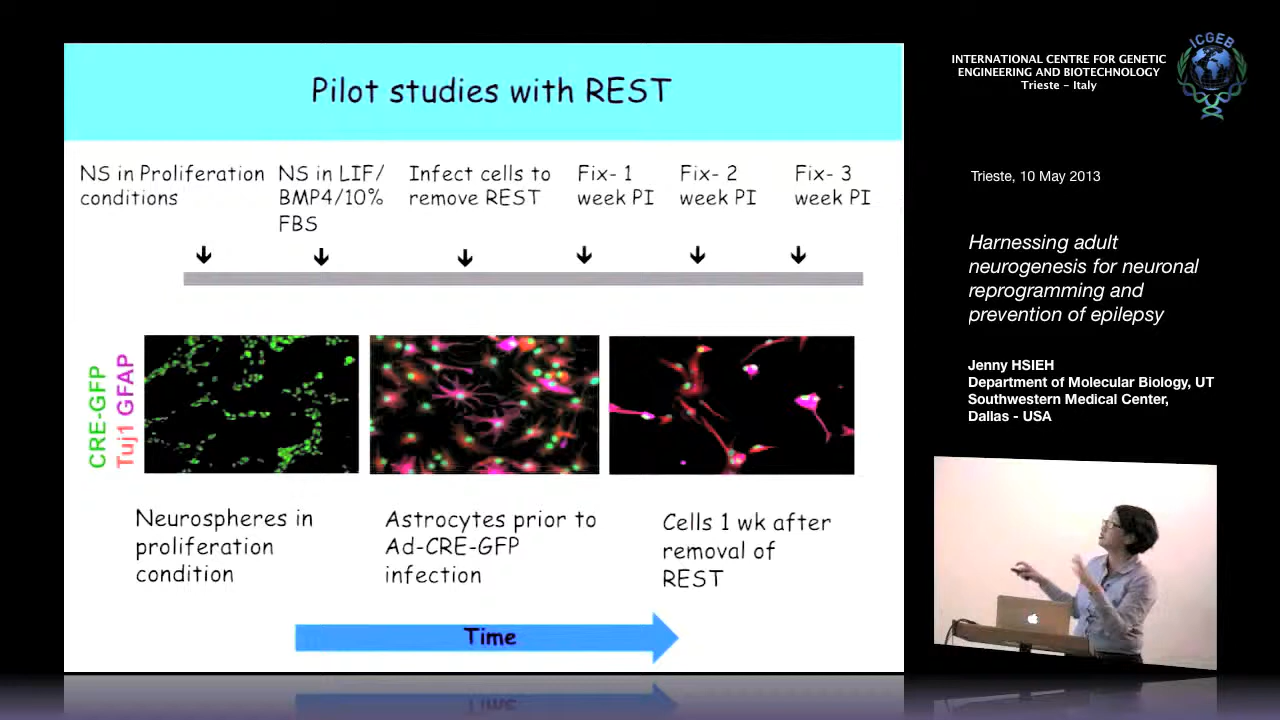 Pilot studies with REST
NS in Proliferation
conditions
NS in LIF/
BMP4/10%
FBS
Infect cells to
remove REST
Fix- 1
week PI
Fix- 2
week PI
Fix- 3
week PI
CRE-GFP
Tuj1 GFAP
Neurospheres in
proliferation
condition
Astrocytes prior to
Ad-CRE-GFP
infection
Cells 1 wk after
removal of
REST
Time
INTERNATIONAL CENTRE FOR GENETIC
ENGINEERING AND BIOTECHNOLOGY
Trieste - Italy
ICGEB
Trieste, 10 May 2013
Harnessing adult
neurogenesis for neuronal
reprogramming and
prevention of epilepsy
Jenny HSIEH
Department of Molecular Biology, UT
Southwestern Medical Center,
Dallas - USA